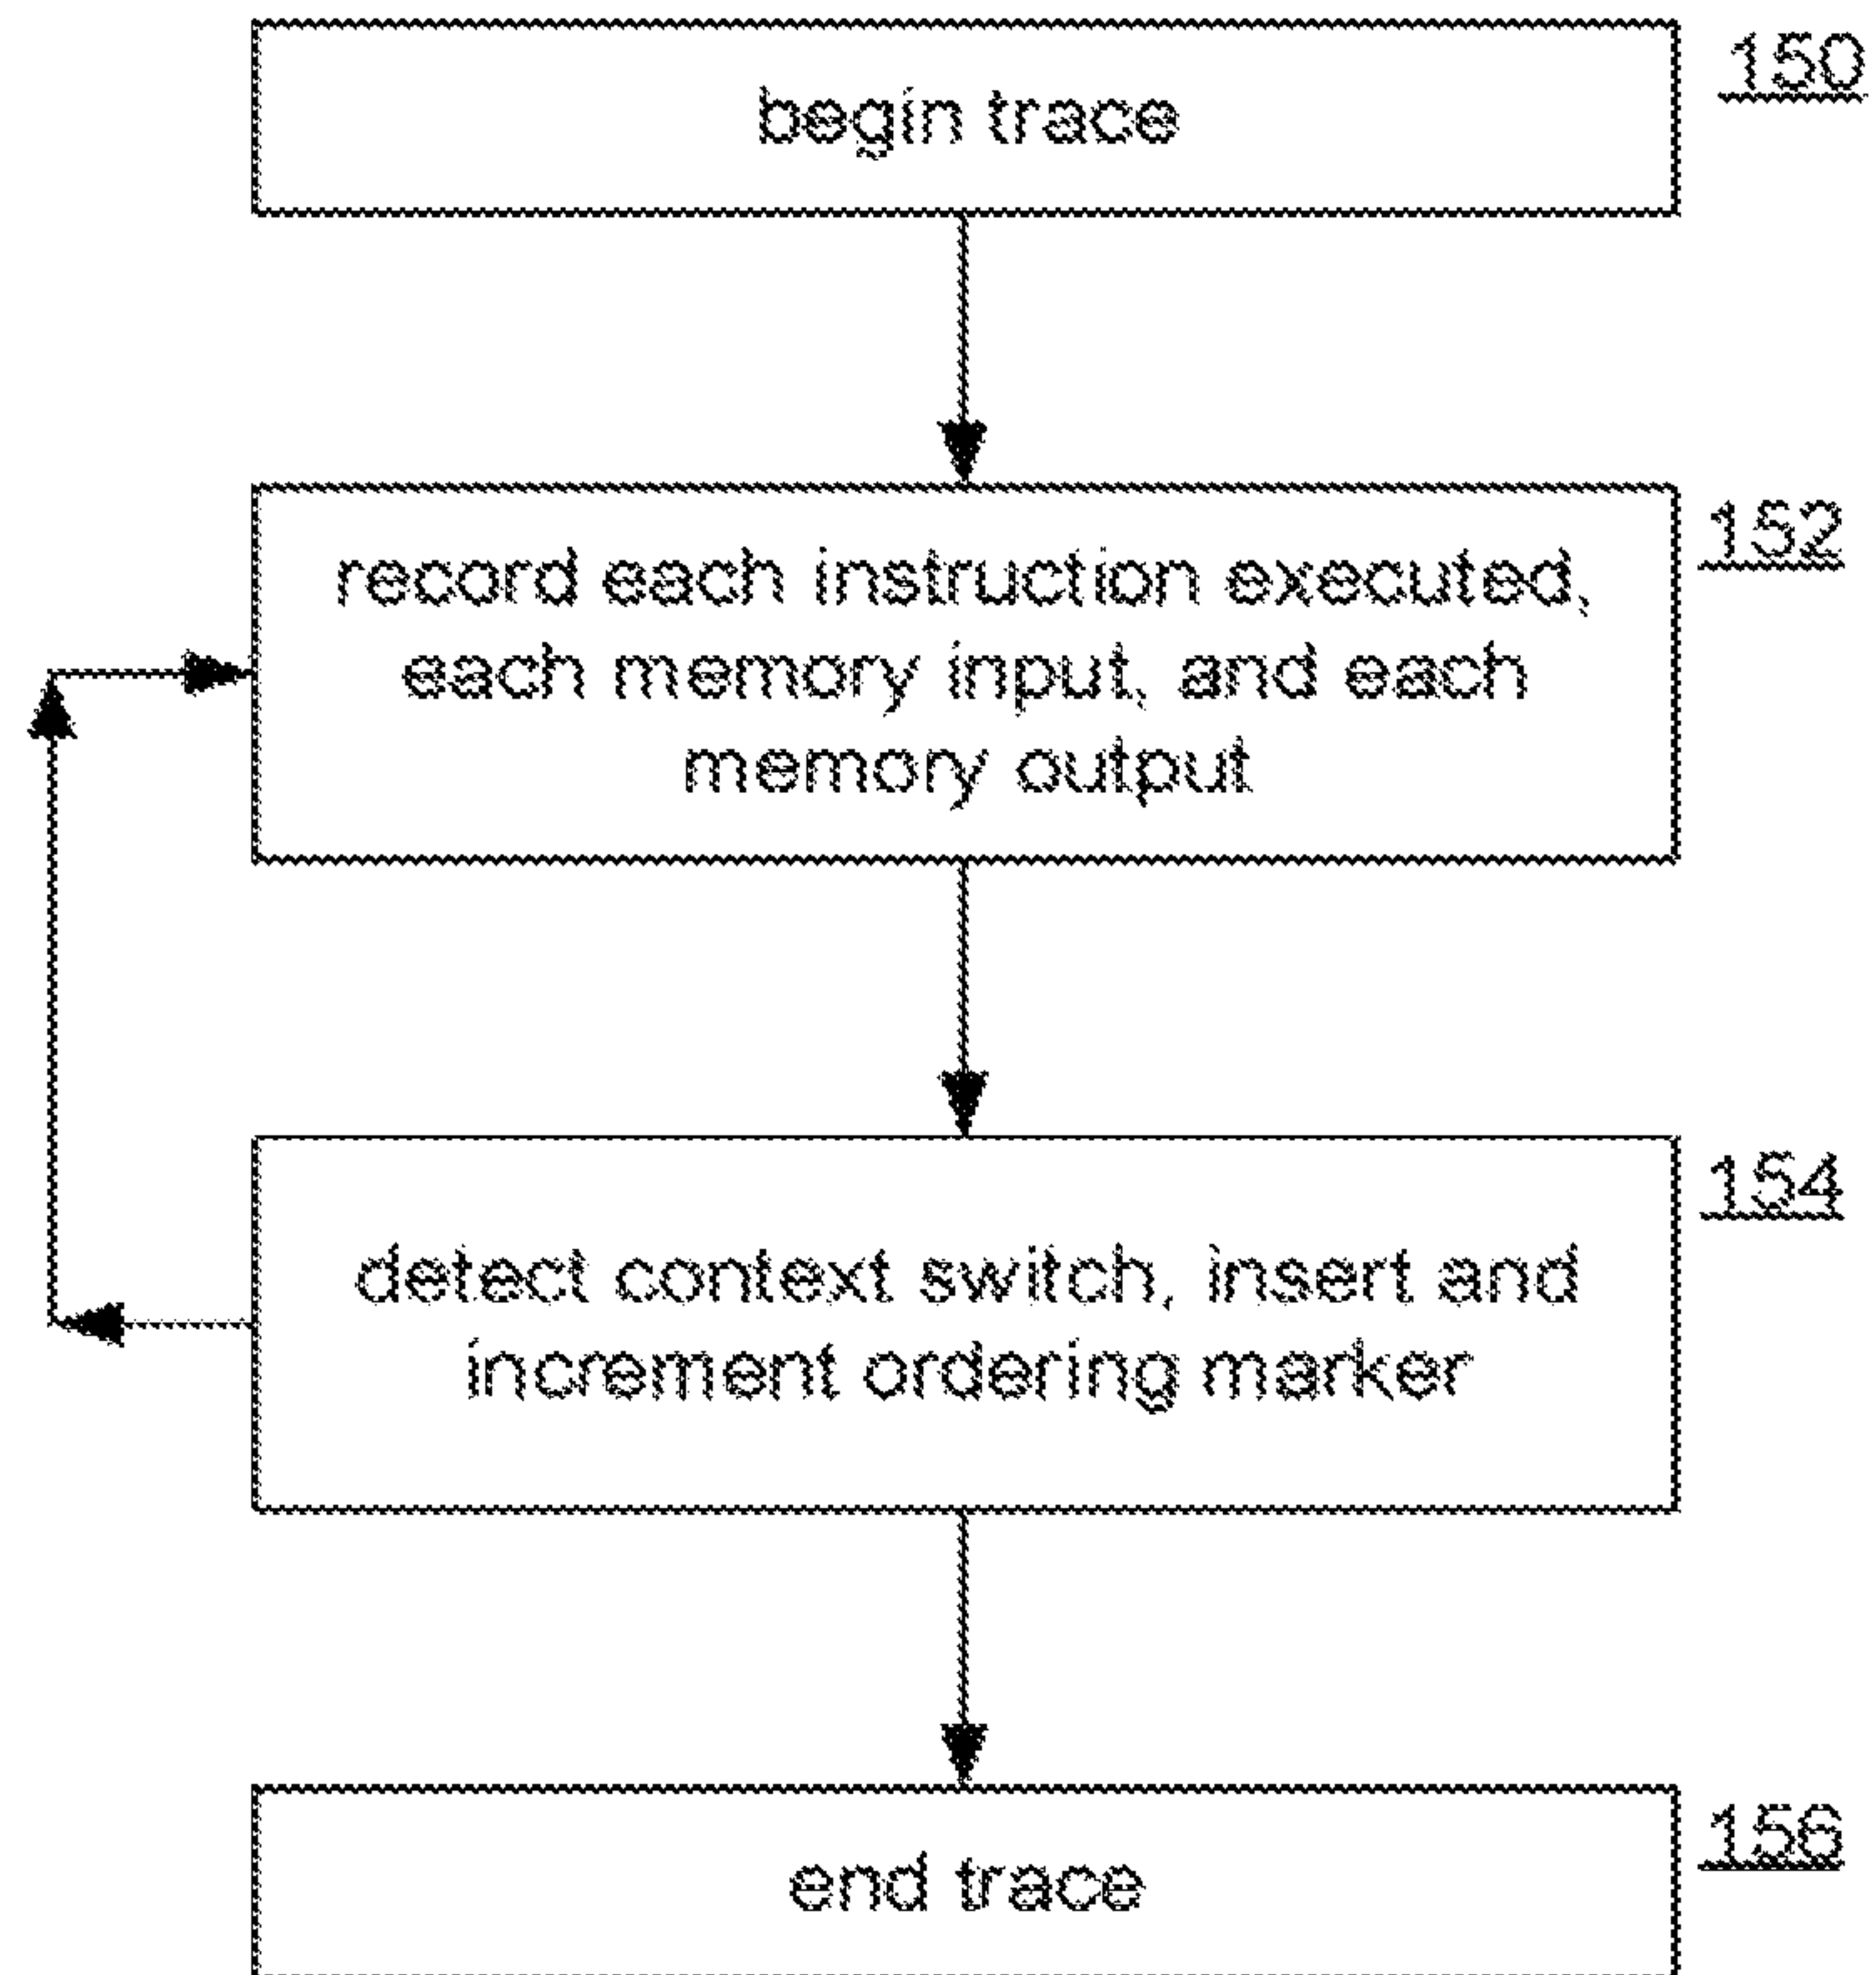 begin trace
150
record each instruction executed,
each memory input, and each
memory output
152
detect context switch, insert and
increment ordering marker
154
end trace
156